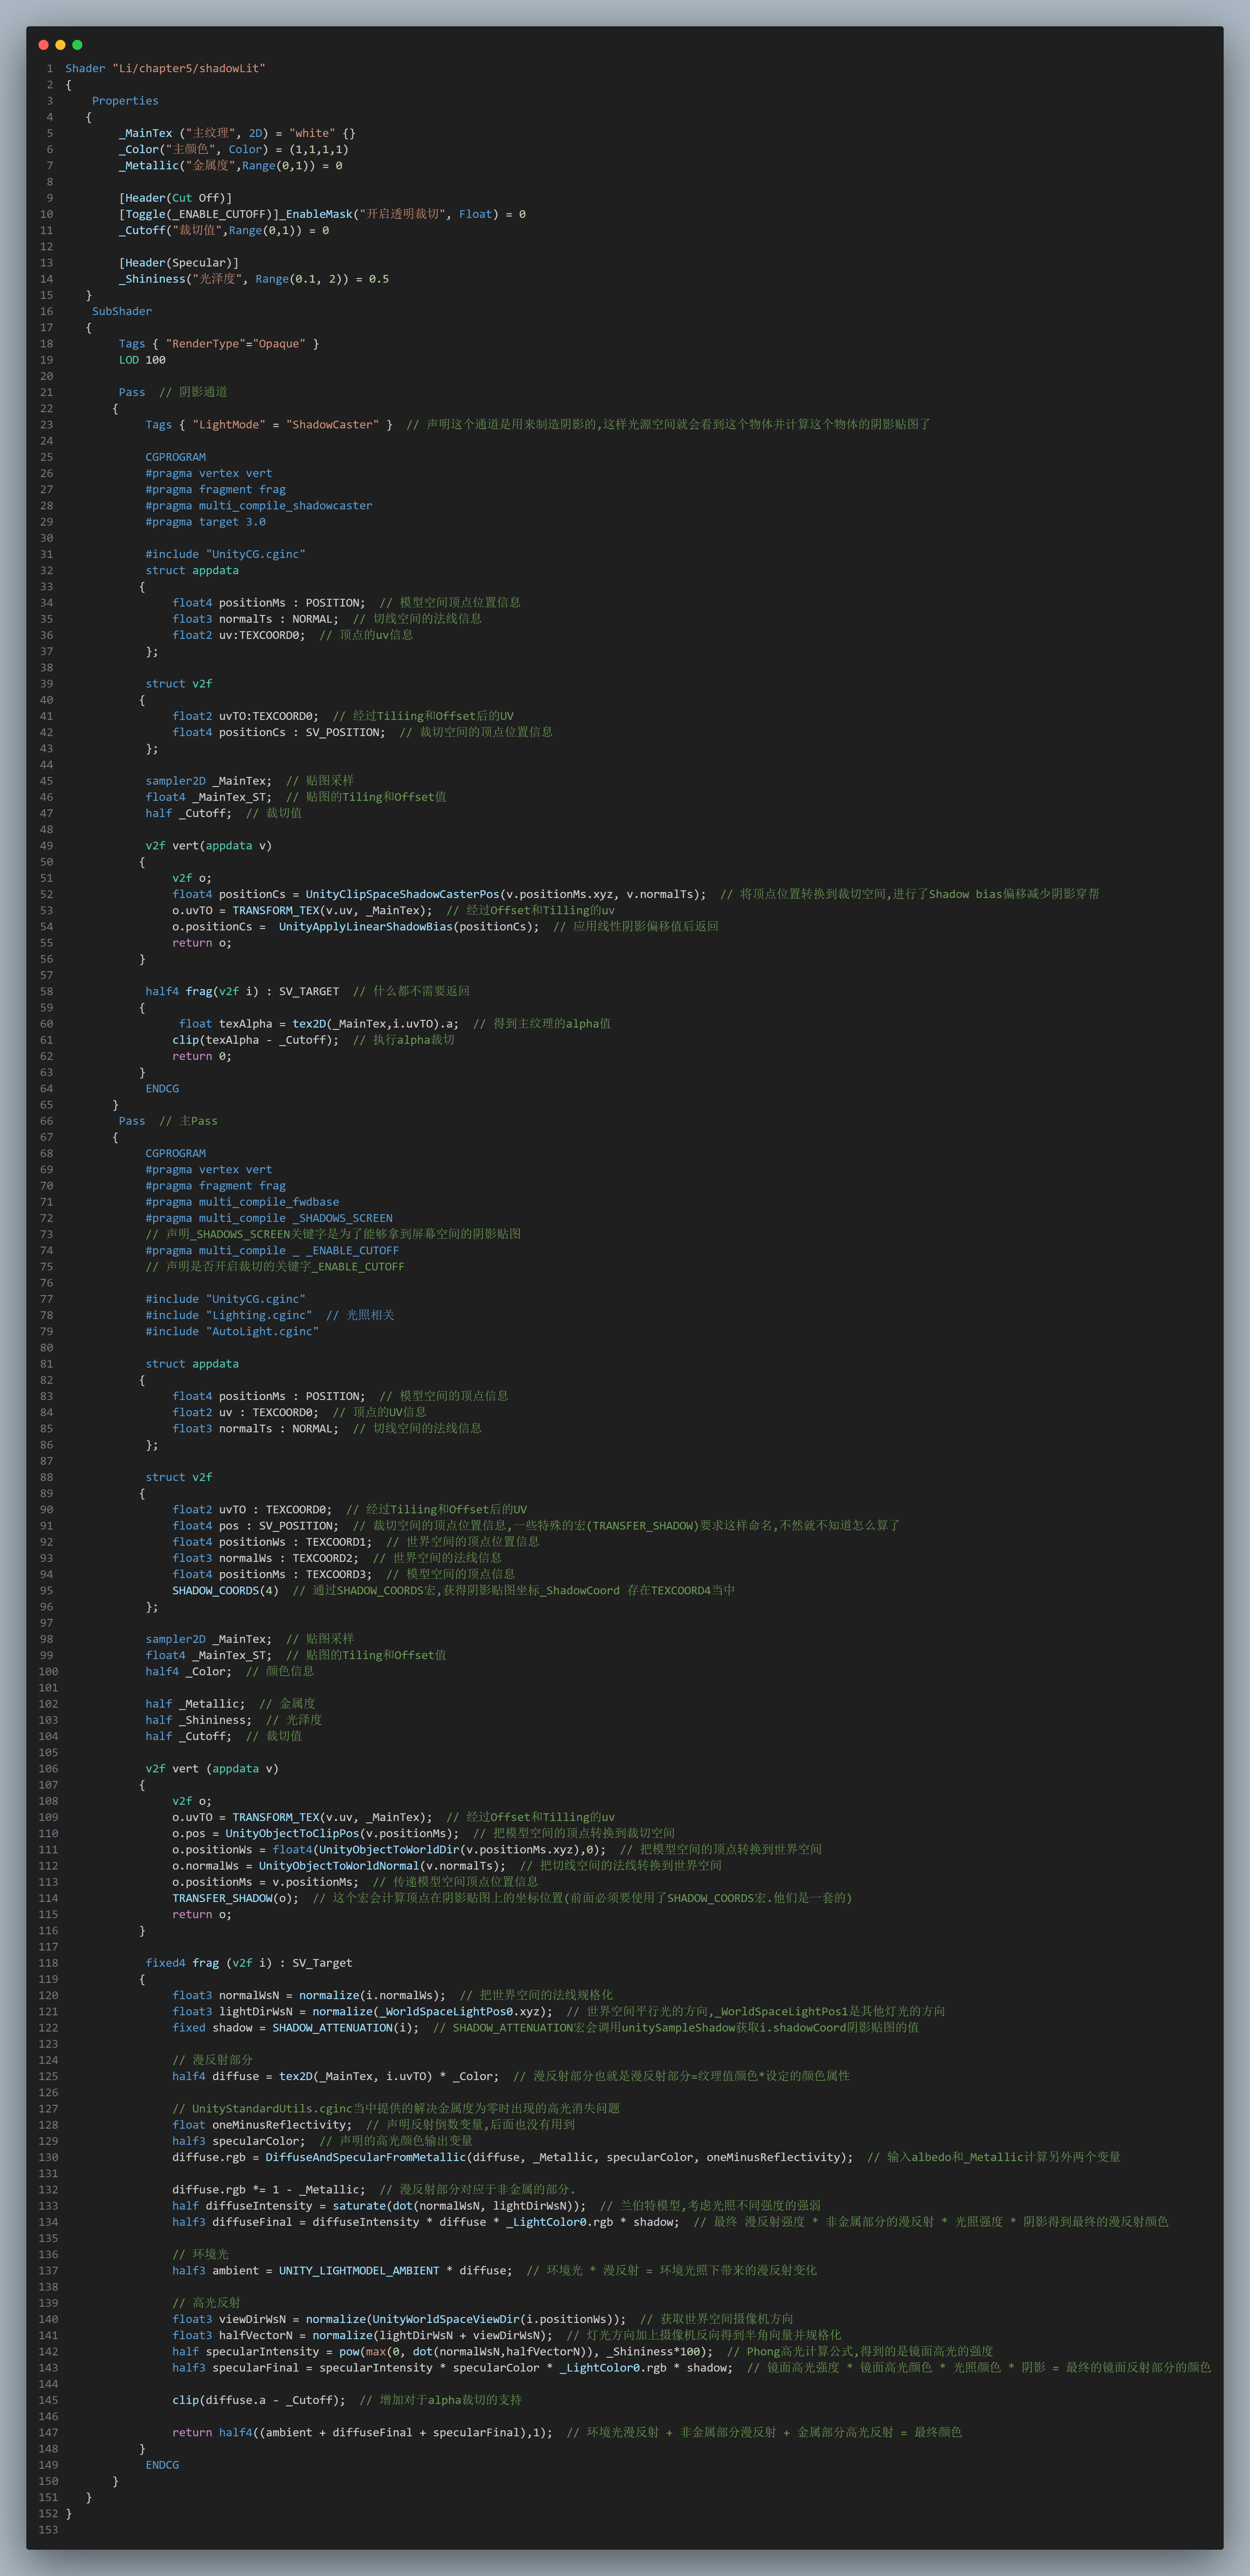 1 Shader "Li/chapter5/shadowLit"
2 {
3     Properties
4    {
5         _MainTex ("主纹理", 2D) = "white" {}
6         _Color("主颜色", Color) = (1,1,1,1)
7         _Metallic("金属度",Range(0,1)) = 0
8
9         [Header(Cut Off)]
10         [Toggle(_ENABLE_CUTOFF)]_EnableMask("开启透明裁切", Float) = 0
11         _Cutoff("裁切值",Range(0,1)) = 0
12
13         [Header(Specular)]
14         _Shininess("光泽度", Range(0.1, 2)) = 0.5
15    }
16     SubShader
17    {
18         Tags { "RenderType"="Opaque" }
19         LOD 100
20
21         Pass  // 阴影通道
22        {
23             Tags { "LightMode" = "ShadowCaster" }  // 声明这个通道是用来制造阴影的,这样光源空间就会看到这个物体并计算这个物体的阴影贴图了
24
25             CGPROGRAM
26             #pragma vertex vert
27             #pragma fragment frag
28             #pragma multi_compile_shadowcaster
29             #pragma target 3.0
30
31             #include "UnityCG.cginc"
32             struct appdata
33            {
34                 float4 positionMs : POSITION;  // 模型空间顶点位置信息
35                 float3 normalTs : NORMAL;  // 切线空间的法线信息
36                 float2 uv:TEXCOORD0;  // 顶点的uv信息
37             };
38
39             struct v2f
40            {
41                 float2 uvTO:TEXCOORD0;  // 经过Tiliing和Offset后的UV
42                 float4 positionCs : SV_POSITION;  // 裁切空间的顶点位置信息
43             };
44
45             sampler2D _MainTex;  // 贴图采样
46             float4 _MainTex_ST;  // 贴图的Tiling和Offset值
47             half _Cutoff;  // 裁切值
48
49             v2f vert(appdata v)
50            {
51                 v2f o;
52                 float4 positionCs = UnityClipSpaceShadowCasterPos(v.positionMs.xyz, v.normalTs);  // 将顶点位置转换到裁切空间,进行了Shadow bias偏移减少阴影穿帮
53                 o.uvTO = TRANSFORM_TEX(v.uv, _MainTex);  // 经过Offset和Tilling的uv
54                 o.positionCs =  UnityApplyLinearShadowBias(positionCs);  // 应用线性阴影偏移值后返回
55                 return o;
56            }
57
58             half4 frag(v2f i) : SV_TARGET  // 什么都不需要返回
59            {
60                  float texAlpha = tex2D(_MainTex,i.uvTO).a;  // 得到主纹理的alpha值
61                 clip(texAlpha - _Cutoff);  // 执行alpha裁切
62                 return 0;
63            }
64             ENDCG
65        }
66         Pass  // 主Pass
67        {
68             CGPROGRAM
69             #pragma vertex vert
70             #pragma fragment frag
71             #pragma multi_compile_fwdbase
72             #pragma multi_compile _SHADOWS_SCREEN
73             // 声明_SHADOWS_SCREEN关键字是为了能够拿到屏幕空间的阴影贴图
74             #pragma multi_compile _ _ENABLE_CUTOFF
75             // 声明是否开启裁切的关键字_ENABLE_CUTOFF
76
77             #include "UnityCG.cginc"
78             #include "Lighting.cginc"  // 光照相关
79             #include "AutoLight.cginc"
80
81             struct appdata
82            {
83                 float4 positionMs : POSITION;  // 模型空间的顶点信息
84                 float2 uv : TEXCOORD0;  // 顶点的UV信息
85                 float3 normalTs : NORMAL;  // 切线空间的法线信息
86             };
87
88             struct v2f
89            {
90                 float2 uvTO : TEXCOORD0;  // 经过Tiliing和Offset后的UV
91                 float4 pos : SV_POSITION;  // 裁切空间的顶点位置信息,一些特殊的宏(TRANSFER_SHADOW)要求这样命名,不然就不知道怎么算了
92                 float4 positionWs : TEXCOORD1;  // 世界空间的顶点位置信息
93                 float3 normalWs : TEXCOORD2;  // 世界空间的法线信息
94                 float4 positionMs : TEXCOORD3;  // 模型空间的顶点信息
95                 SHADOW_COORDS(4)  // 通过SHADOW_COORDS宏,获得阴影贴图坐标_ShadowCoord 存在TEXCOORD4当中
96             };
97
98             sampler2D _MainTex;  // 贴图采样
99             float4 _MainTex_ST;  // 贴图的Tiling和Offset值
100             half4 _Color;  // 颜色信息
101
102             half _Metallic;  // 金属度
103             half _Shininess;  // 光泽度
104             half _Cutoff;  // 裁切值
105
106             v2f vert (appdata v)
107            {
108                 v2f o;
109                 o.uvTO = TRANSFORM_TEX(v.uv, _MainTex);  // 经过Offset和Tilling的uv
110                 o.pos = UnityObjectToClipPos(v.positionMs);  // 把模型空间的顶点转换到裁切空间
111                 o.positionWs = float4(UnityObjectToWorldDir(v.positionMs.xyz),0);  // 把模型空间的顶点转换到世界空间
112                 o.normalWs = UnityObjectToWorldNormal(v.normalTs);  // 把切线空间的法线转换到世界空间
113                 o.positionMs = v.positionMs;  // 传递模型空间顶点位置信息
114                 TRANSFER_SHADOW(o);  // 这个宏会计算顶点在阴影贴图上的坐标位置(前面必须要使用了SHADOW_COORDS宏.他们是一套的)
115                 return o;
116            }
117
118             fixed4 frag (v2f i) : SV_Target
119            {
120                 float3 normalWsN = normalize(i.normalWs);  // 把世界空间的法线规格化
121                 float3 lightDirWsN = normalize(_WorldSpaceLightPos0.xyz);  // 世界空间平行光的方向,_WorldSpaceLightPos1是其他灯光的方向
122                 fixed shadow = SHADOW_ATTENUATION(i);  // SHADOW_ATTENUATION宏会调用unitySampleShadow获取i.shadowCoord阴影贴图的值
123
124                 // 漫反射部分
125                 half4 diffuse = tex2D(_MainTex, i.uvTO) * _Color;  // 漫反射部分也就是漫反射部分=纹理值颜色*设定的颜色属性
126
127                 // UnityStandardUtils.cginc当中提供的解决金属度为零时出现的高光消失问题
128                 float oneMinusReflectivity;  // 声明反射倒数变量,后面也没有用到
129                 half3 specularColor;  // 声明的高光颜色输出变量
130                 diffuse.rgb = DiffuseAndSpecularFromMetallic(diffuse, _Metallic, specularColor, oneMinusReflectivity);  // 输入albedo和_Metallic计算另外两个变量
131
132                 diffuse.rgb *= 1 - _Metallic;  // 漫反射部分对应于非金属的部分.
133                 half diffuseIntensity = saturate(dot(normalWsN, lightDirWsN));  // 兰伯特模型,考虑光照不同强度的强弱
134                 half3 diffuseFinal = diffuseIntensity * diffuse * _LightColor0.rgb * shadow;  // 最终 漫反射强度 * 非金属部分的漫反射 * 光照强度 * 阴影得到最终的漫反射颜色
135
136                 // 环境光
137                 half3 ambient = UNITY_LIGHTMODEL_AMBIENT * diffuse;  // 环境光 * 漫反射 = 环境光照下带来的漫反射变化
138
139                 // 高光反射
140                 float3 viewDirWsN = normalize(UnityWorldSpaceViewDir(i.positionWs));  // 获取世界空间摄像机方向
141                 float3 halfVectorN = normalize(lightDirWsN + viewDirWsN);  // 灯光方向加上摄像机反向得到半角向量并规格化
142                 half specularIntensity = pow(max(0, dot(normalWsN,halfVectorN)), _Shininess*100);  // Phong高光计算公式,得到的是镜面高光的强度
143                 half3 specularFinal = specularIntensity * specularColor * _LightColor0.rgb * shadow;  // 镜面高光强度 * 镜面高光颜色 * 光照颜色 * 阴影 = 最终的镜面反射部分的颜色
144
145                 clip(diffuse.a - _Cutoff);  // 增加对于alpha裁切的支持
146
147                 return half4((ambient + diffuseFinal + specularFinal),1);  // 环境光漫反射 + 非金属部分漫反射 + 金属部分高光反射 = 最终颜色
148            }
149             ENDCG
150        }
151    }
152 }
153